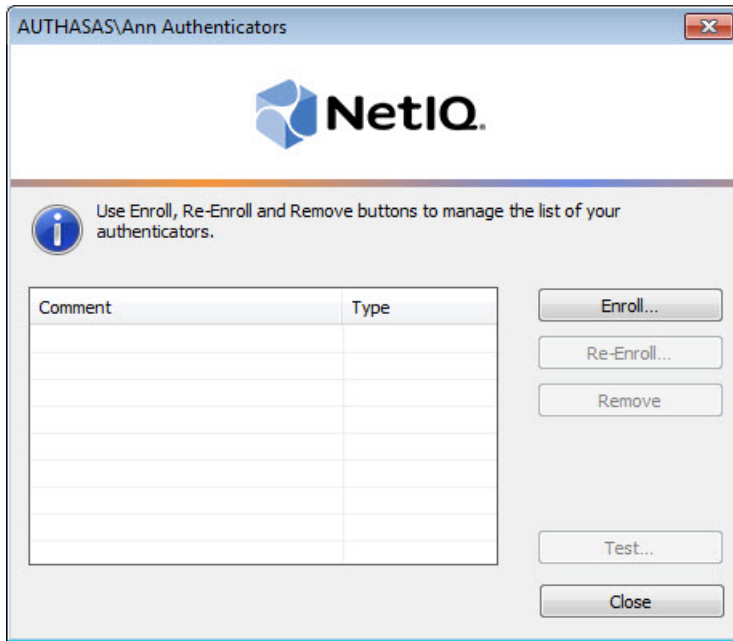 AUTHASAS\Ann Authenticators
NetIQ.
Use Enroll, Re-Enroll and Remove buttons to manage the list of your
authenticators.
Comment Type
Enroll...
Re-Enroll...
Remove
Test...
Close